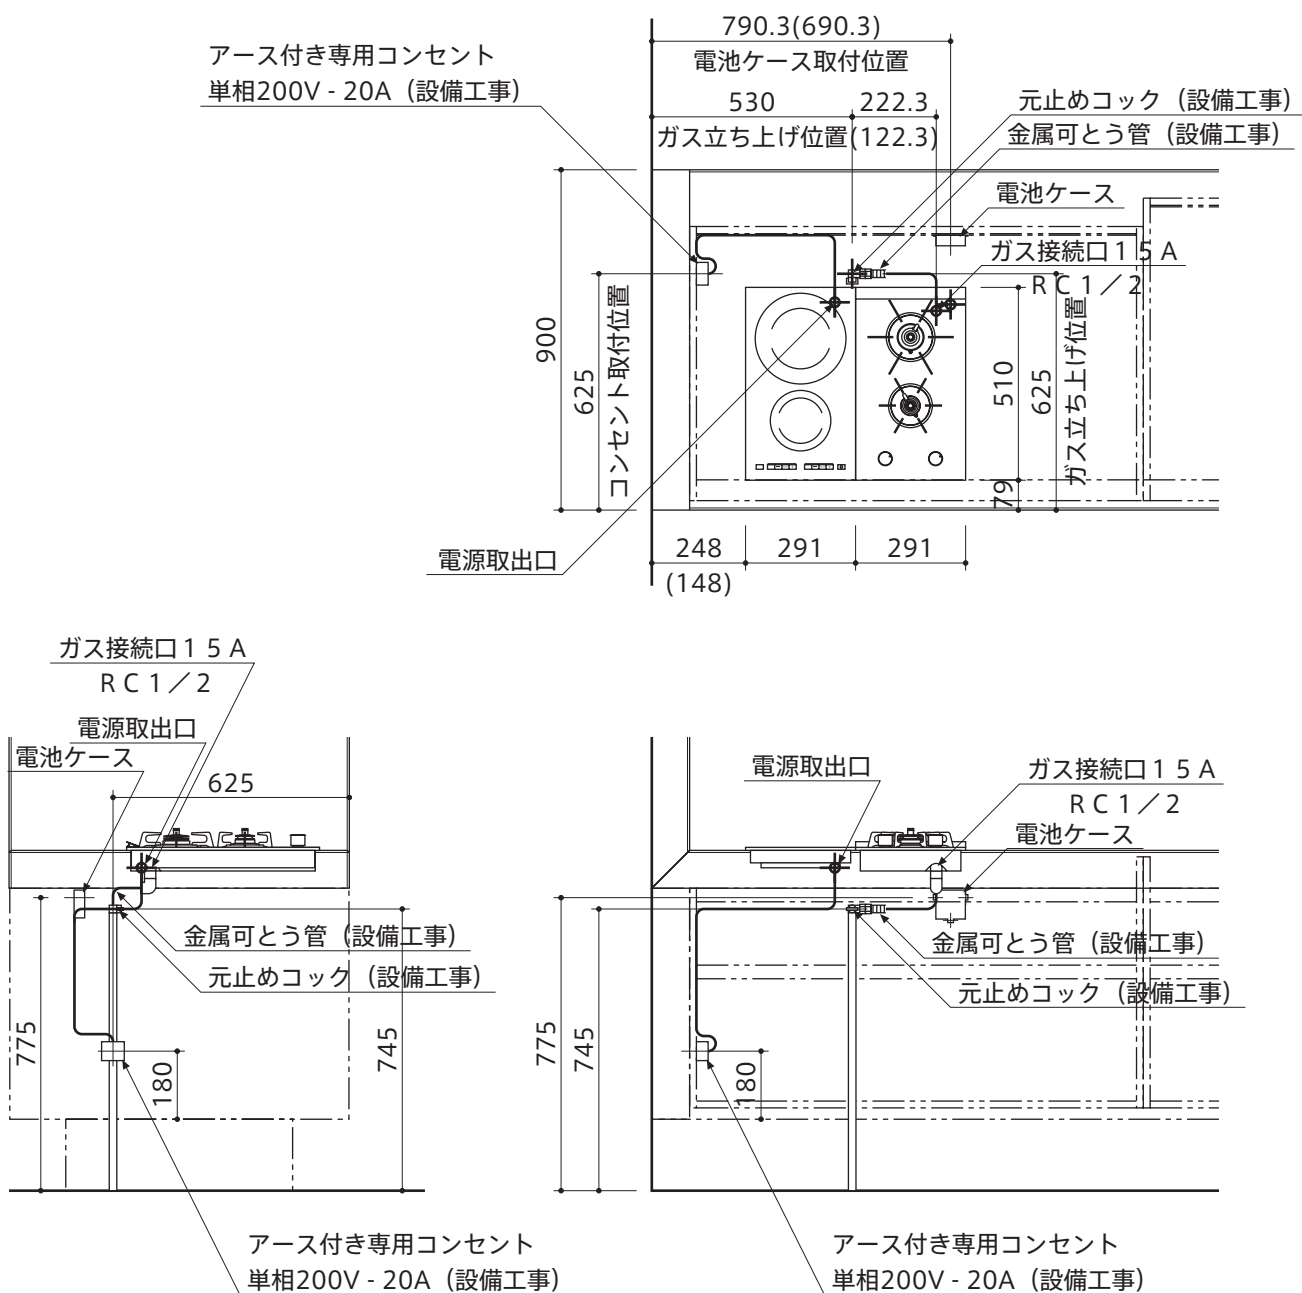 790.3(690.3)
アース付き専用コンセント
電池ケース取付位置
単相200V - 20A（設備工事）
530
222.3
元止めコック（設備工事）
ガス立ち上げ位置(122.3)
金属可とう管（設備工事）
電池ケース
ガス接続口１５A
ＲＣ１／２
900
625
コンセント取付位置
510
625
ガス立ち上げ位置
79
電源取出口
248
291
291
(148)
ガス接続口１５A
ＲＣ１／２
電源取出口
電池ケース
625
金属可とう管（設備工事）
元止めコック（設備工事）
775
745
180
アース付き専用コンセント
単相200V - 20A（設備工事）
電源取出口
ガス接続口１５A
ＲＣ１／２
電池ケース
金属可とう管（設備工事）
元止めコック（設備工事）
775
745
180
アース付き専用コンセント
単相200V - 20A（設備工事）